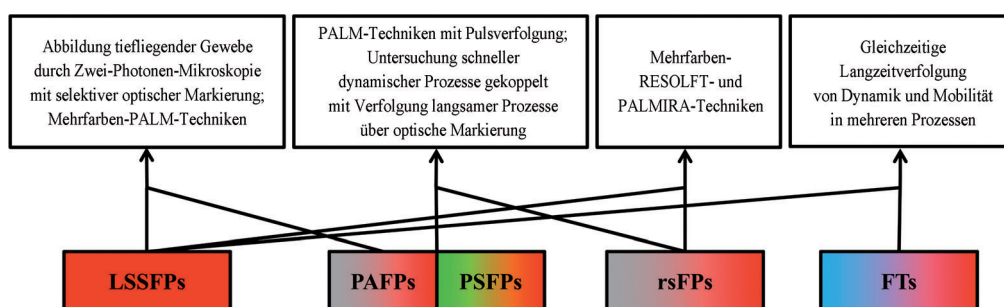 Abbildung tiefliegender Gewebe
durch Zwei-Photonen-Mikroskopie
mit selektiver optischer Markierung;
Mehrfarben-PALM-Techniken
PALM-Techniken mit Pulsverfolgung;
Untersuchung schneller
dynamischer Prozesse gekoppelt
mit Verfolgung langsamer Prozesse
über optische Markierung
Mehrfarben-
RESOLFT- und
PALMIRA-Techniken
Gleichzeitige
Langzeitverfolgung
von Dynamik und Mobilität
in mehreren Prozessen
LSSFPs
PAFPs
PSFPs
rsFPs
FTs